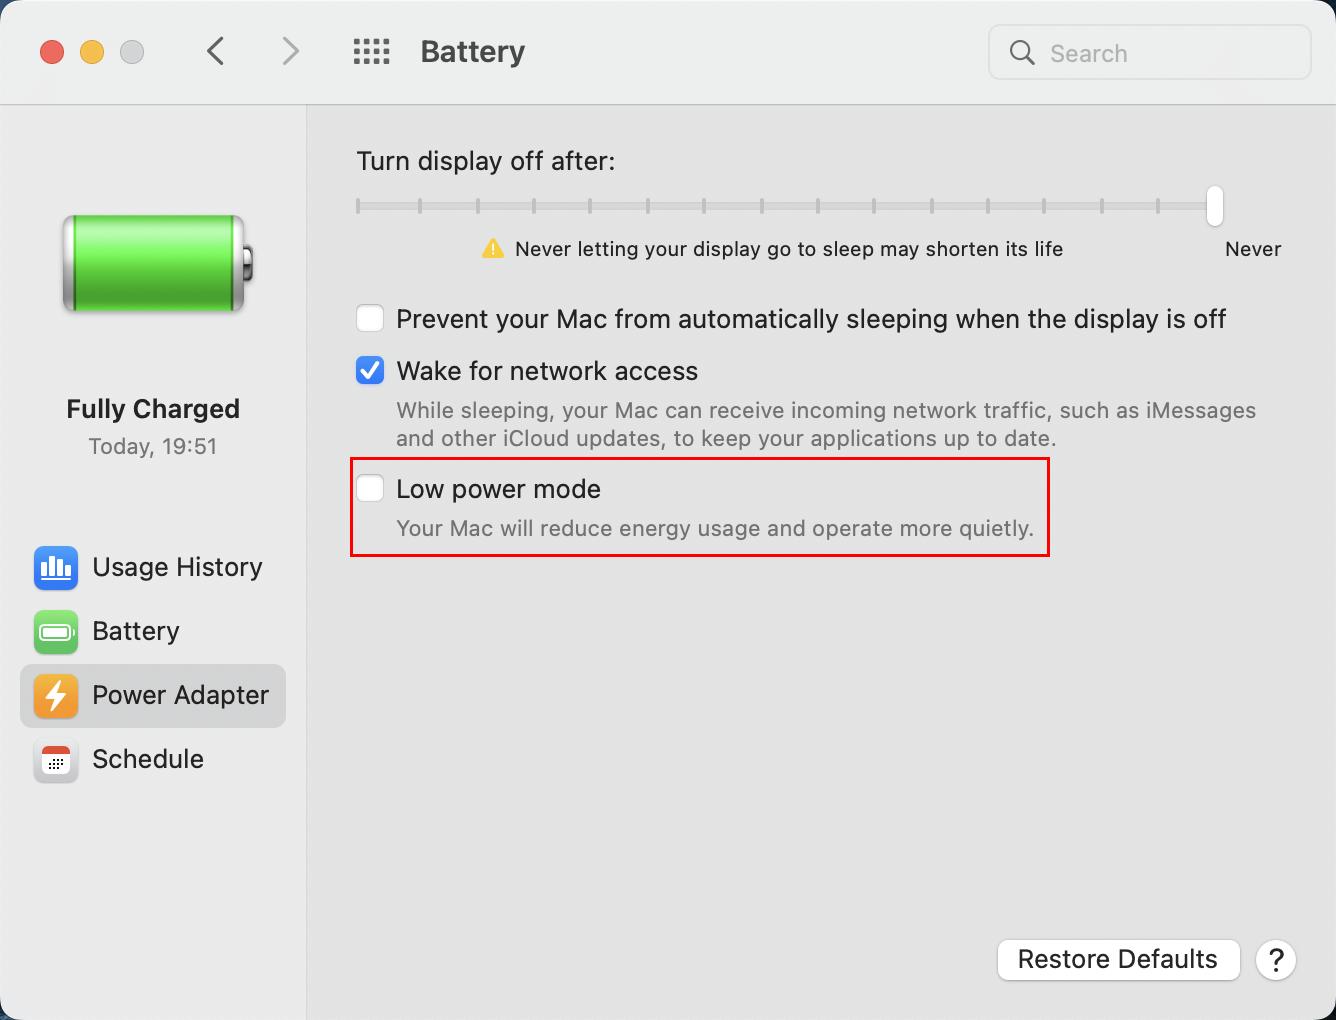 Battery
Search
Turn display off after:
Never letting your display go to sleep may shorten its life
Never
Prevent your Mac from automatically sleeping when the display is off
Wake for network access
While sleeping, your Mac can receive incoming network traffic, such as iMessages
and other iCloud updates, to keep your applications up to date.
Low power mode
Your Mac will reduce energy usage and operate more quietly.
Fully Charged
Today, 19:51
Usage History
Battery
Power Adapter
Schedule
Restore Defaults
?